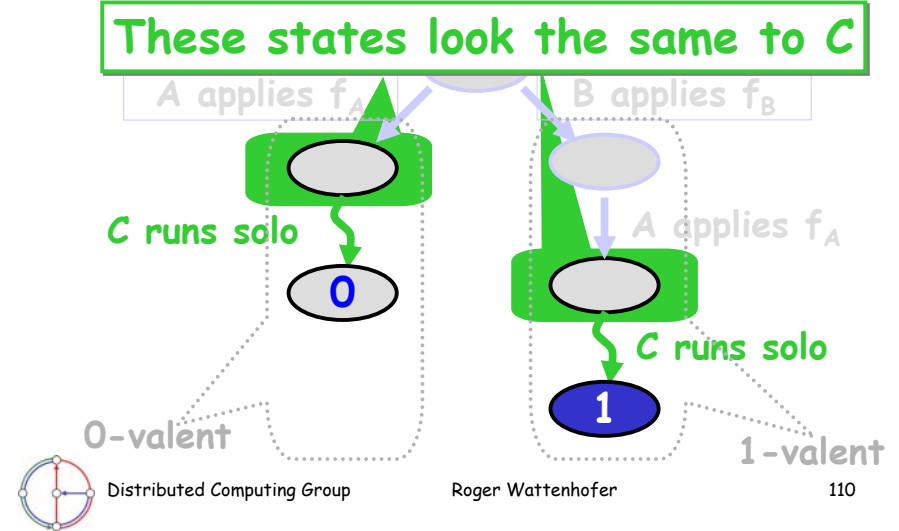 These states look the same to C
A applies fA
B applies fB
C runs solo
A applies fA
0
C runs solo
1
0-valent
1-valent
Distributed Computing Group
Roger Wattenhofer
110